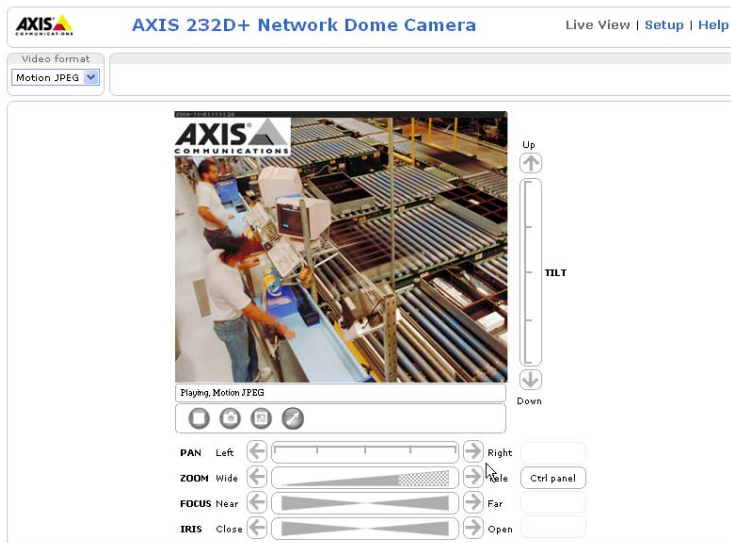 AXIS
COMMUNICATIONS
AXIS 232D+ Network Dome Camera
Live View | Setup | Help
Video format
Motion JPEG
AXIS
COMMUNICATIONS
Up
TILT
Playing, Motion JPEG
Down
PAN Left Right
ZOOM Wide Ctrl panel
FOCUS Near Far
IRIS Close Open